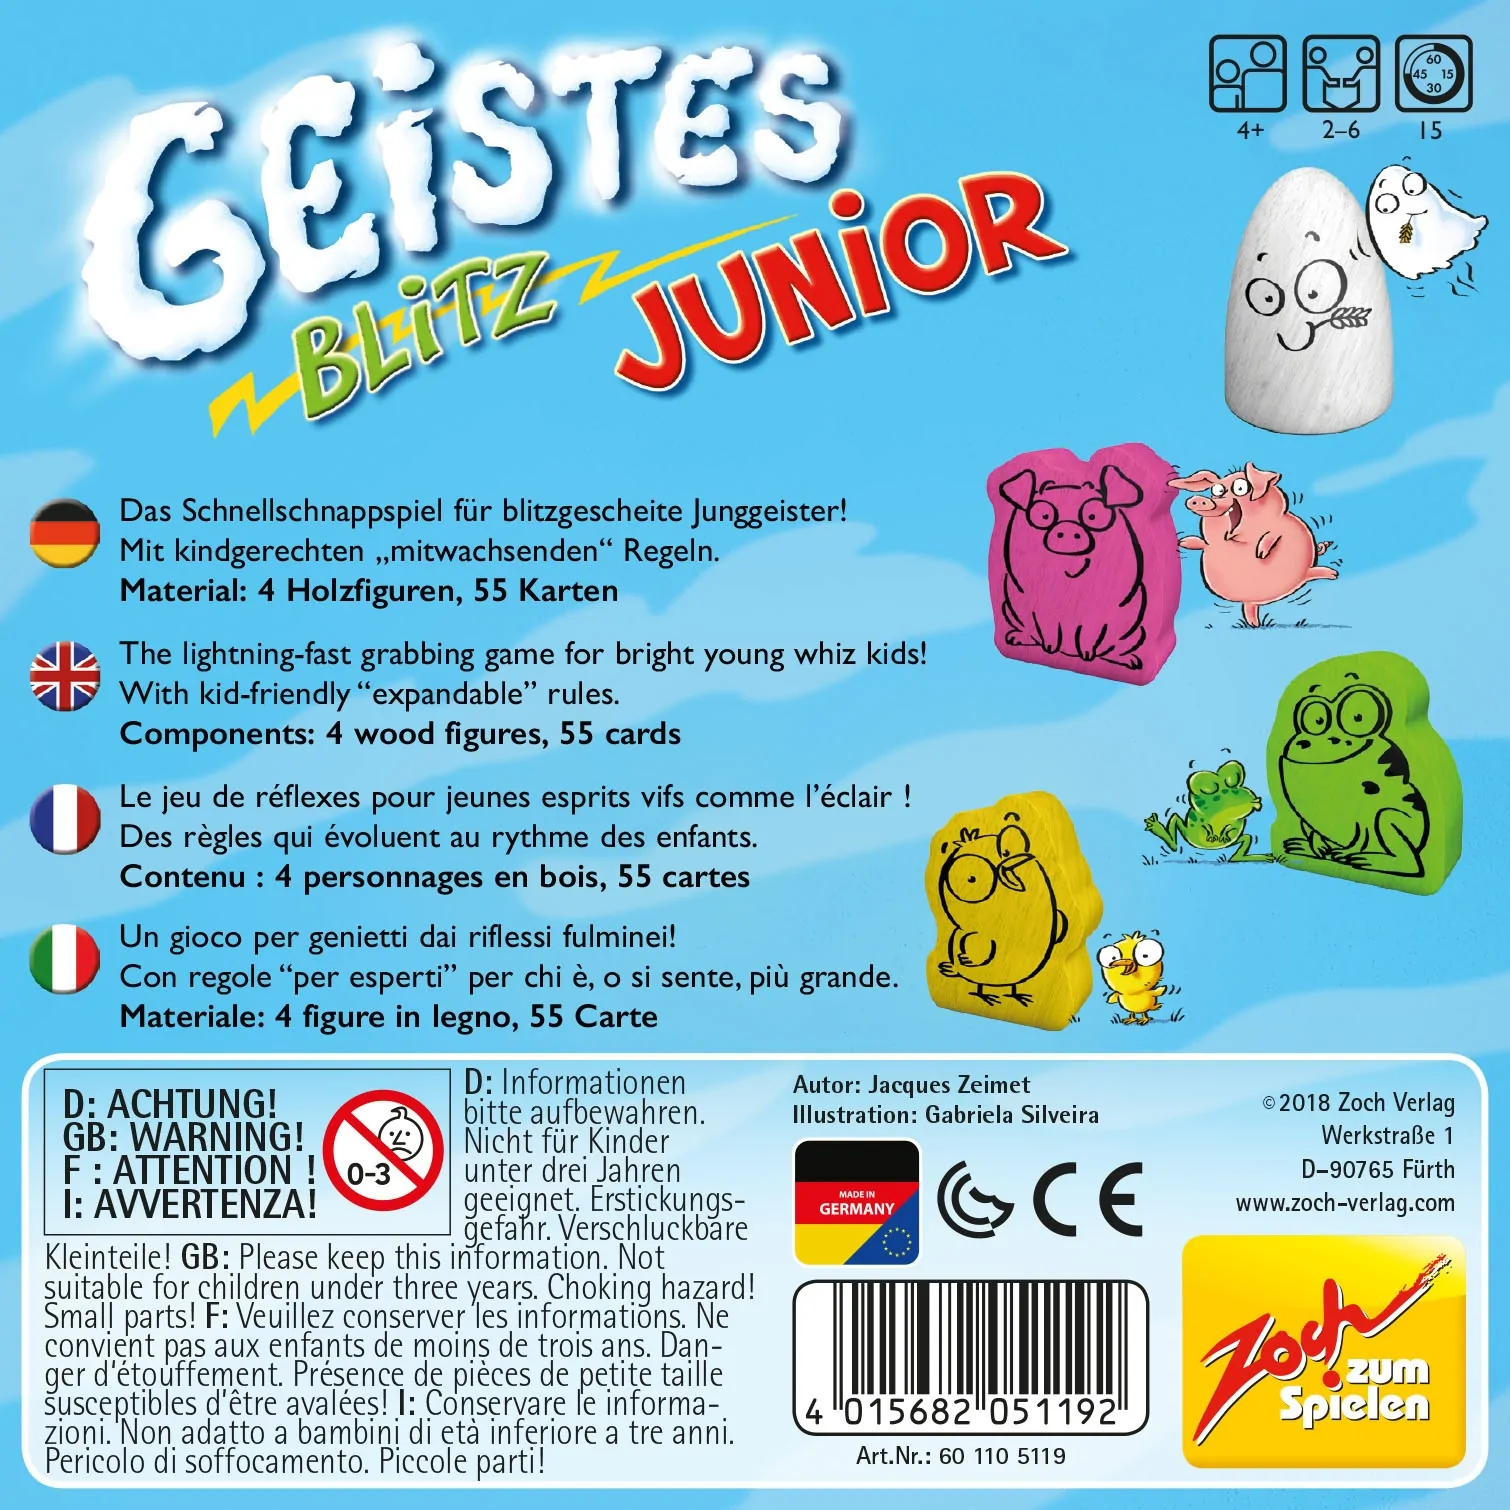 GEiSTES
BLiTZ
JUNiOR
60
45 15
30
4+ 2–6 15
Das Schnellschnappspiel für blitzgescheite Junggeister!
Mit kindgerechten „mitwachsenden“ Regeln.
Material: 4 Holzfiguren, 55 Karten
The lightning-fast grabbing game for bright young whiz kids!
With kid-friendly “expandable” rules.
Components: 4 wood figures, 55 cards
Le jeu de réflexes pour jeunes esprits vifs comme l’éclair !
Des règles qui évoluent au rythme des enfants.
Contenu : 4 personnages en bois, 55 cartes
Un gioco per genietti dai riflessi fulminei!
Con regole “per esperti” per chi è, o si sente, più grande.
Materiale: 4 figure in legno, 55 Carte
D: ACHTUNG!
GB: WARNING!
F : ATTENTION !
I: AVVERTENZA!
0-3
D: Informationen
bitte aufbewahren.
Nicht für Kinder
unter drei Jahren
geeignet. Erstickungs-
gefahr. Verschluckbare
Kleinteile! GB: Please keep this information. Not
suitable for children under three years. Choking hazard!
Small parts! F: Veuillez conserver les informations. Ne
convient pas aux enfants de moins de trois ans. Dan-
ger d’étouffement. Présence de pièces de petite taille
susceptibles d’être avalées! I: Conservare le informa-
zioni. Non adatto a bambini di età inferiore a tre anni.
Pericolo di soffocamento. Piccole parti!
Autor: Jacques Zeimet
Illustration: Gabriela Silveira
MADE IN
GERMANY
CE
4 015682 051192
Art.Nr.: 60 110 5119
©2018 Zoch Verlag
Werkstraße 1
D–90765 Fürth
www.zoch-verlag.com
Zoch
zum
Spielen